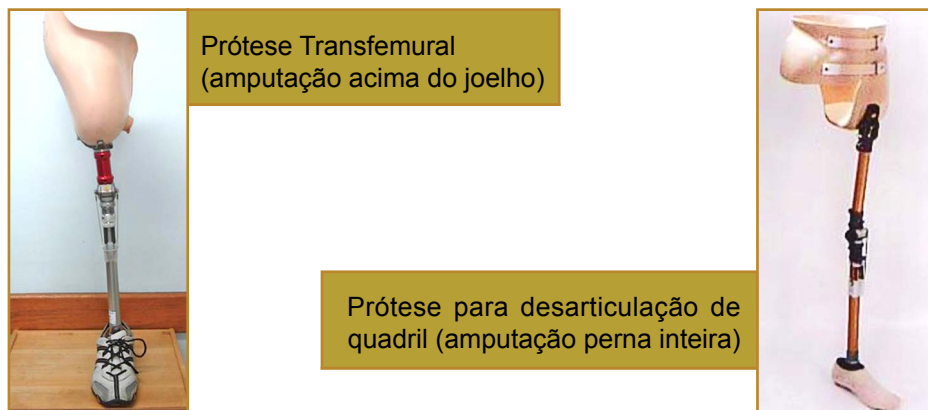 Prótese Transfemural
(amputação acima do joelho)
Prótese para desarticulação de
quadril (amputação perna inteira)